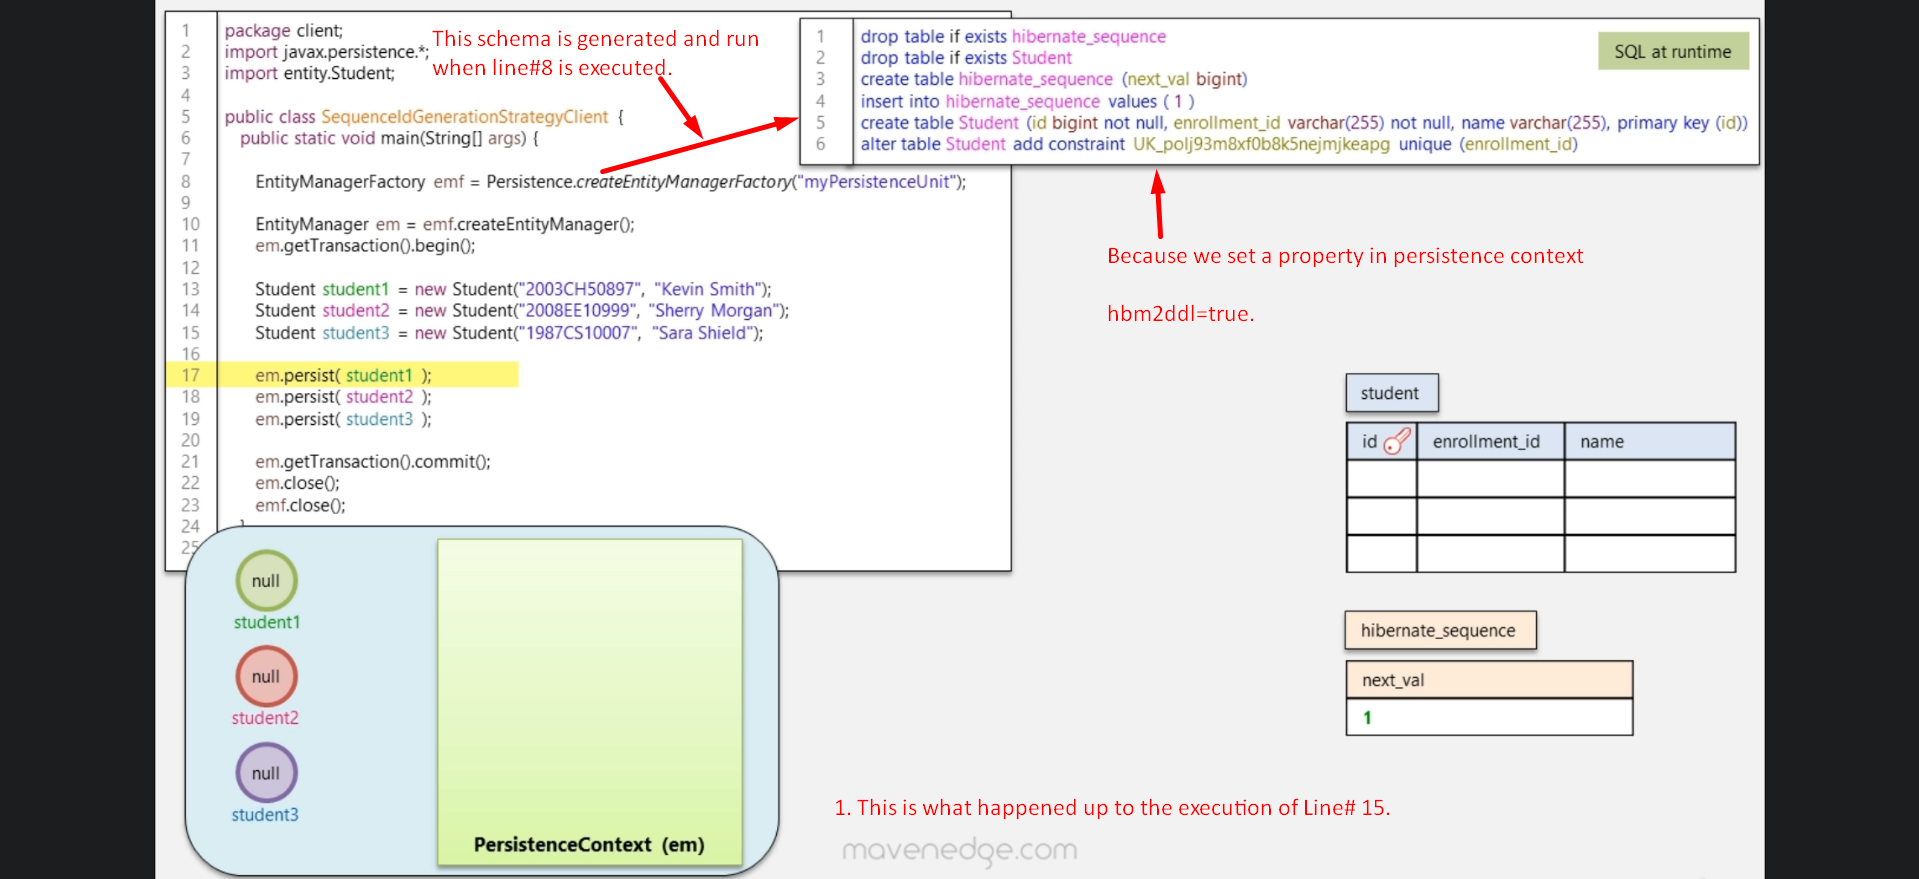 1 package client;
2 import javax.persistence.*;
3 import entity.Student;
4
5 public class SequenceIdGenerationStrategyClient {
6 public static void main(String[] args) {
7
8 EntityManagerFactory emf = Persistence.createEntityManagerFactory("myPersistenceUnit");
9
10 EntityManager em = emf.createEntityManager();
11 em.getTransaction().begin();
12
13 Student student1 = new Student("2003CH50897", "Kevin Smith");
14 Student student2 = new Student("2008EE10999", "Sherry Morgan");
15 Student student3 = new Student("1987CS10007", "Sara Shield");
16
17 em.persist( student1 );
18 em.persist( student2 );
19 em.persist( student3 );
20
21 em.getTransaction().commit();
22 em.close();
23 emf.close();
24 }
25
This schema is generated and run
when line#8 is executed.
1 drop table if exists hibernate_sequence
2 drop table if exists Student
3 create table hibernate_sequence (next_val bigint)
4 insert into hibernate_sequence values ( 1 )
5 create table Student (id bigint not null, enrollment_id varchar(255) not null, name varchar(255), primary key (id))
6 alter table Student add constraint UK_polj93m8xf0b8k5nejmjkeapg unique (enrollment_id)
SQL at runtime
Because we set a property in persistence context
hbm2ddl=true.
student
id enrollment_id name
hibernate_sequence
next_val
1
null
student1
null
student2
null
student3
PersistenceContext (em)
1. This is what happened up to the execution of Line# 15.
mavenedge.com